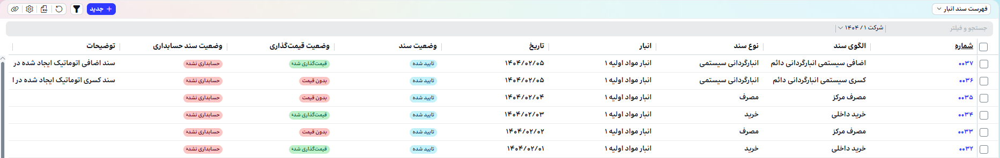 فهرست سند انبار
جدید +
جستجو و فیلتر
شرکت ۱ / ۱۴۰۴
شماره الگوی سند نوع سند انبار تاریخ وضعیت سند وضعیت قیمت‌گذاری وضعیت سند حسابداری توضیحات
۰۰۳۷ اضافی سیستمی انبارگردانی دائم انبارگردانی سیستمی انبار مواد اولیه ۱ ۱۴۰۴/۰۲/۰۵ تایید شده قیمت‌گذاری شده حسابداری نشده سند اضافی اتوماتیک ایجاد شده در
۰۰۳۶ کسری سیستمی انبارگردانی دائم انبارگردانی سیستمی انبار مواد اولیه ۱ ۱۴۰۴/۰۲/۰۵ تایید شده بدون قیمت حسابداری نشده سند کسری اتوماتیک ایجاد شده در ا
۰۰۳۵ مصرف مرکز مصرف انبار مواد اولیه ۱ ۱۴۰۴/۰۲/۰۴ تایید شده بدون قیمت حسابداری نشده
۰۰۳۴ خرید داخلی خرید انبار مواد اولیه ۱ ۱۴۰۴/۰۲/۰۳ تایید شده قیمت‌گذاری شده حسابداری نشده
۰۰۳۳ مصرف مرکز مصرف انبار مواد اولیه ۱ ۱۴۰۴/۰۲/۰۲ تایید شده بدون قیمت حسابداری نشده
۰۰۳۲ خرید داخلی خرید انبار مواد اولیه ۱ ۱۴۰۴/۰۲/۰۱ تایید شده قیمت‌گذاری شده حسابداری نشده